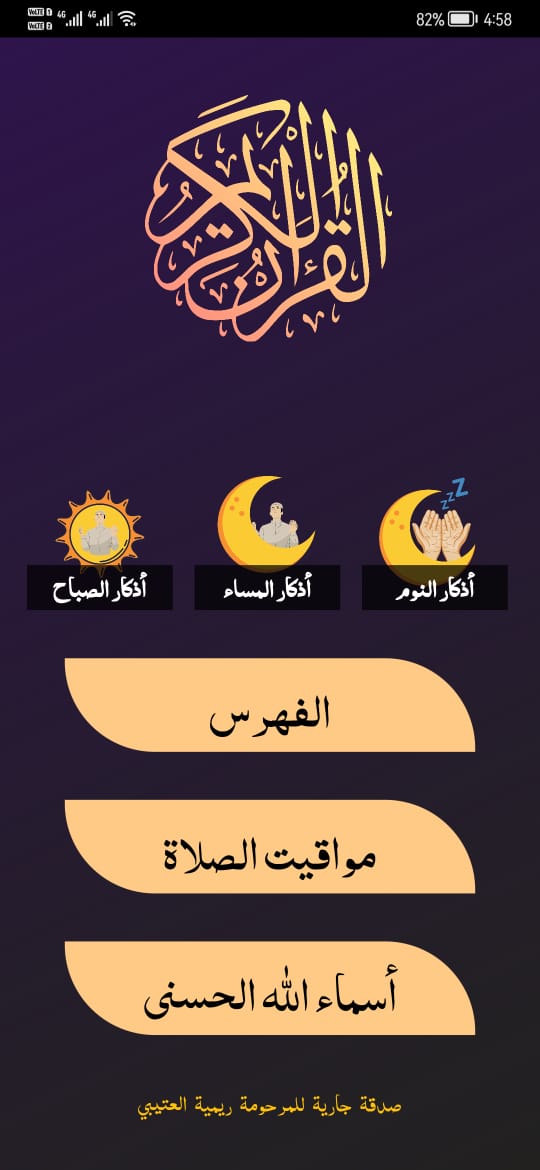 VoLTE 1 4G 4G 82% 4:58
VoLTE 2
القرآن الكريم
zzz
أذكار النوم أذكار المساء أذكار الصباح
الفهرس
مواقيت الصلاة
أسماء الله الحسنى
صدقة جارية للمرحومة ريمية العتيبي